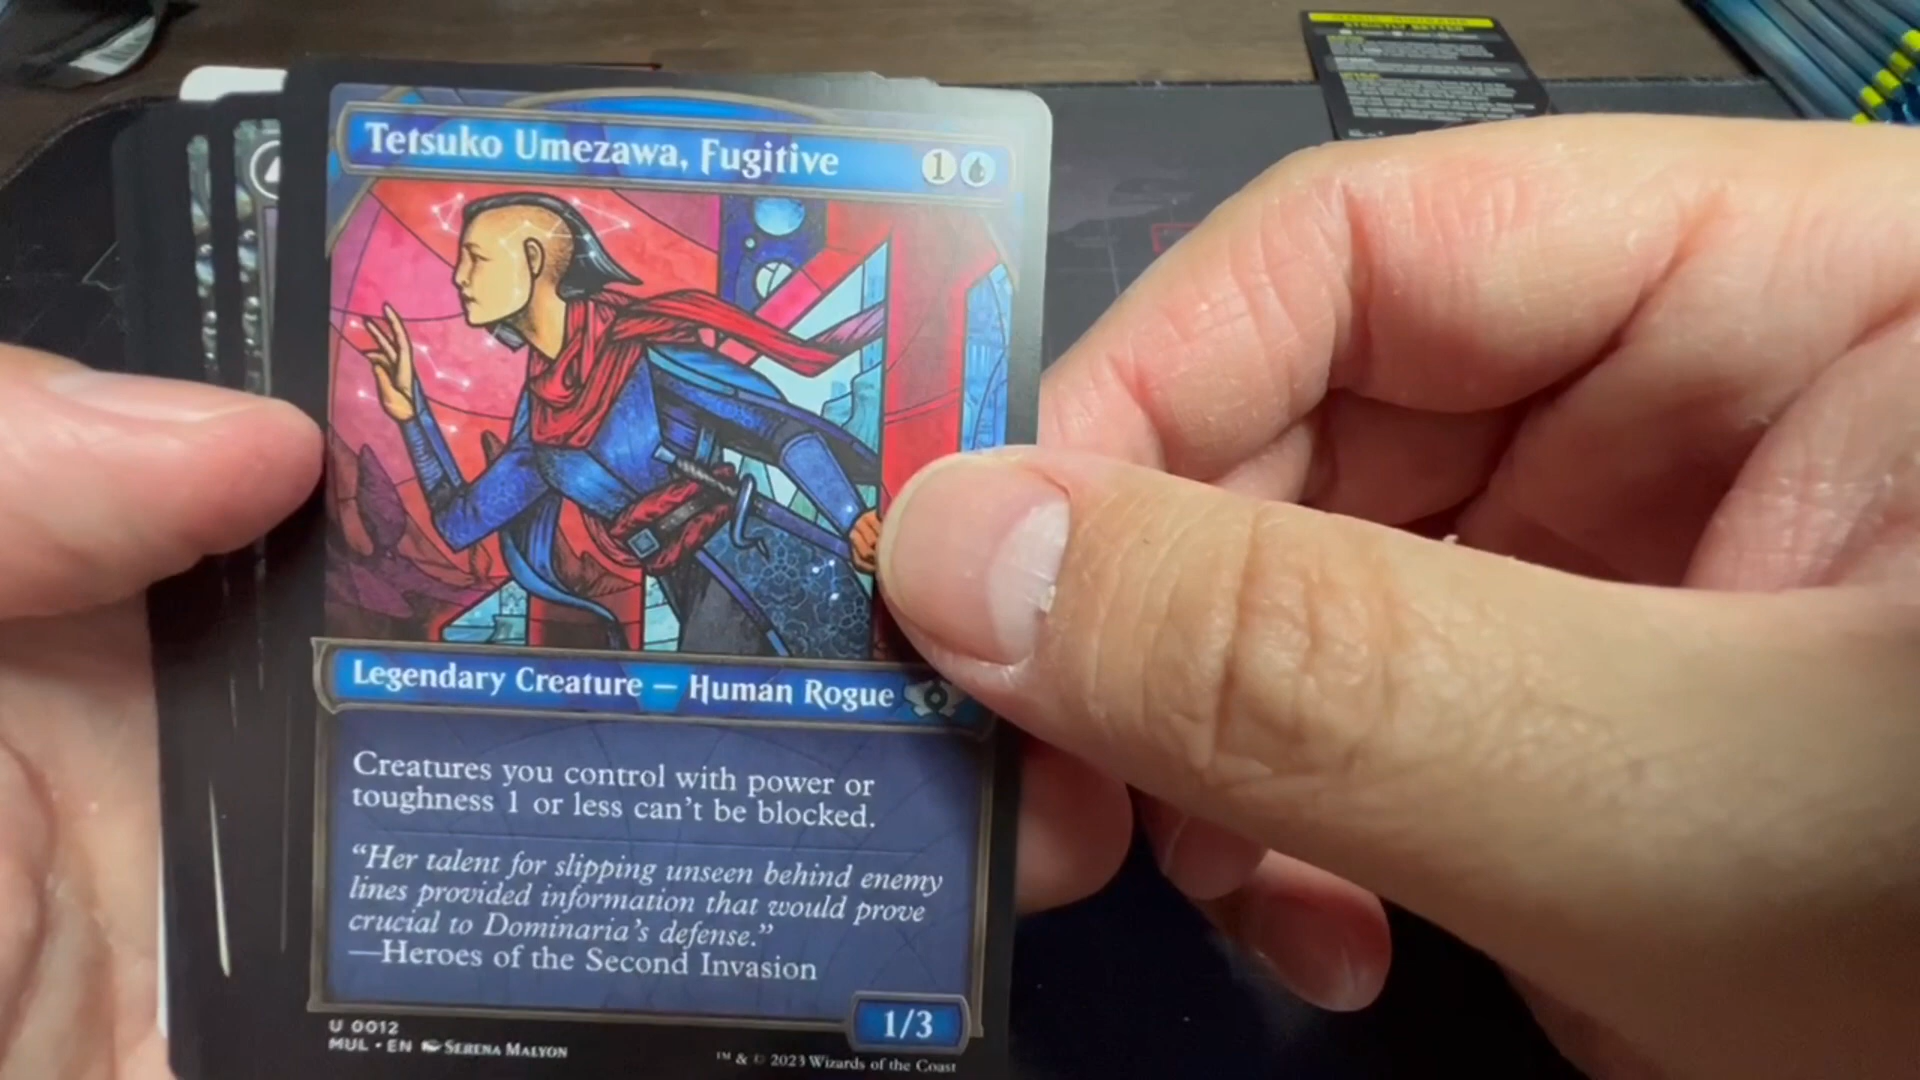 Tetsuko Umezawa, Fugitive 1
Legendary Creature — Human Rogue
Creatures you control with power or
toughness 1 or less can't be blocked.
"Her talent for slipping unseen behind enemy
lines provided information that would prove
crucial to Dominaria's defense."
—Heroes of the Second Invasion
1/3
U 0012
MUL • EN SERENA MALYON
™ & © 2023 Wizards of the Coast
STRICTLY BETTER